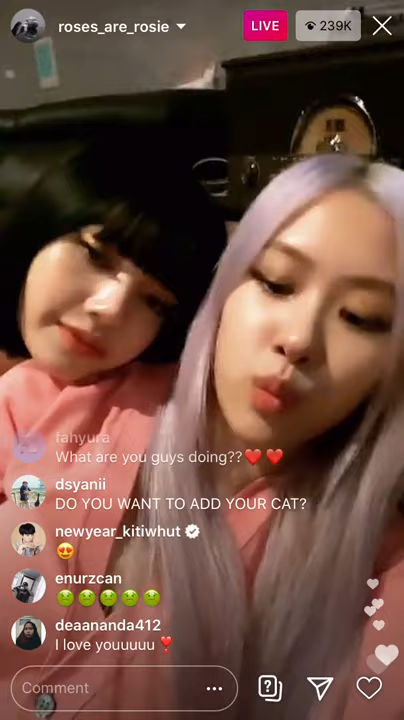 roses_are_rosie
LIVE
239K
fahyura
What are you guys doing??❤️ ❤️
dsyanii
DO YOU WANT TO ADD YOUR CAT?
newyear_kitiwhut
😍
enurzcan
🤢🤢🤢🤢🤢
deaananda412
I love youuuuu ❣️
Comment